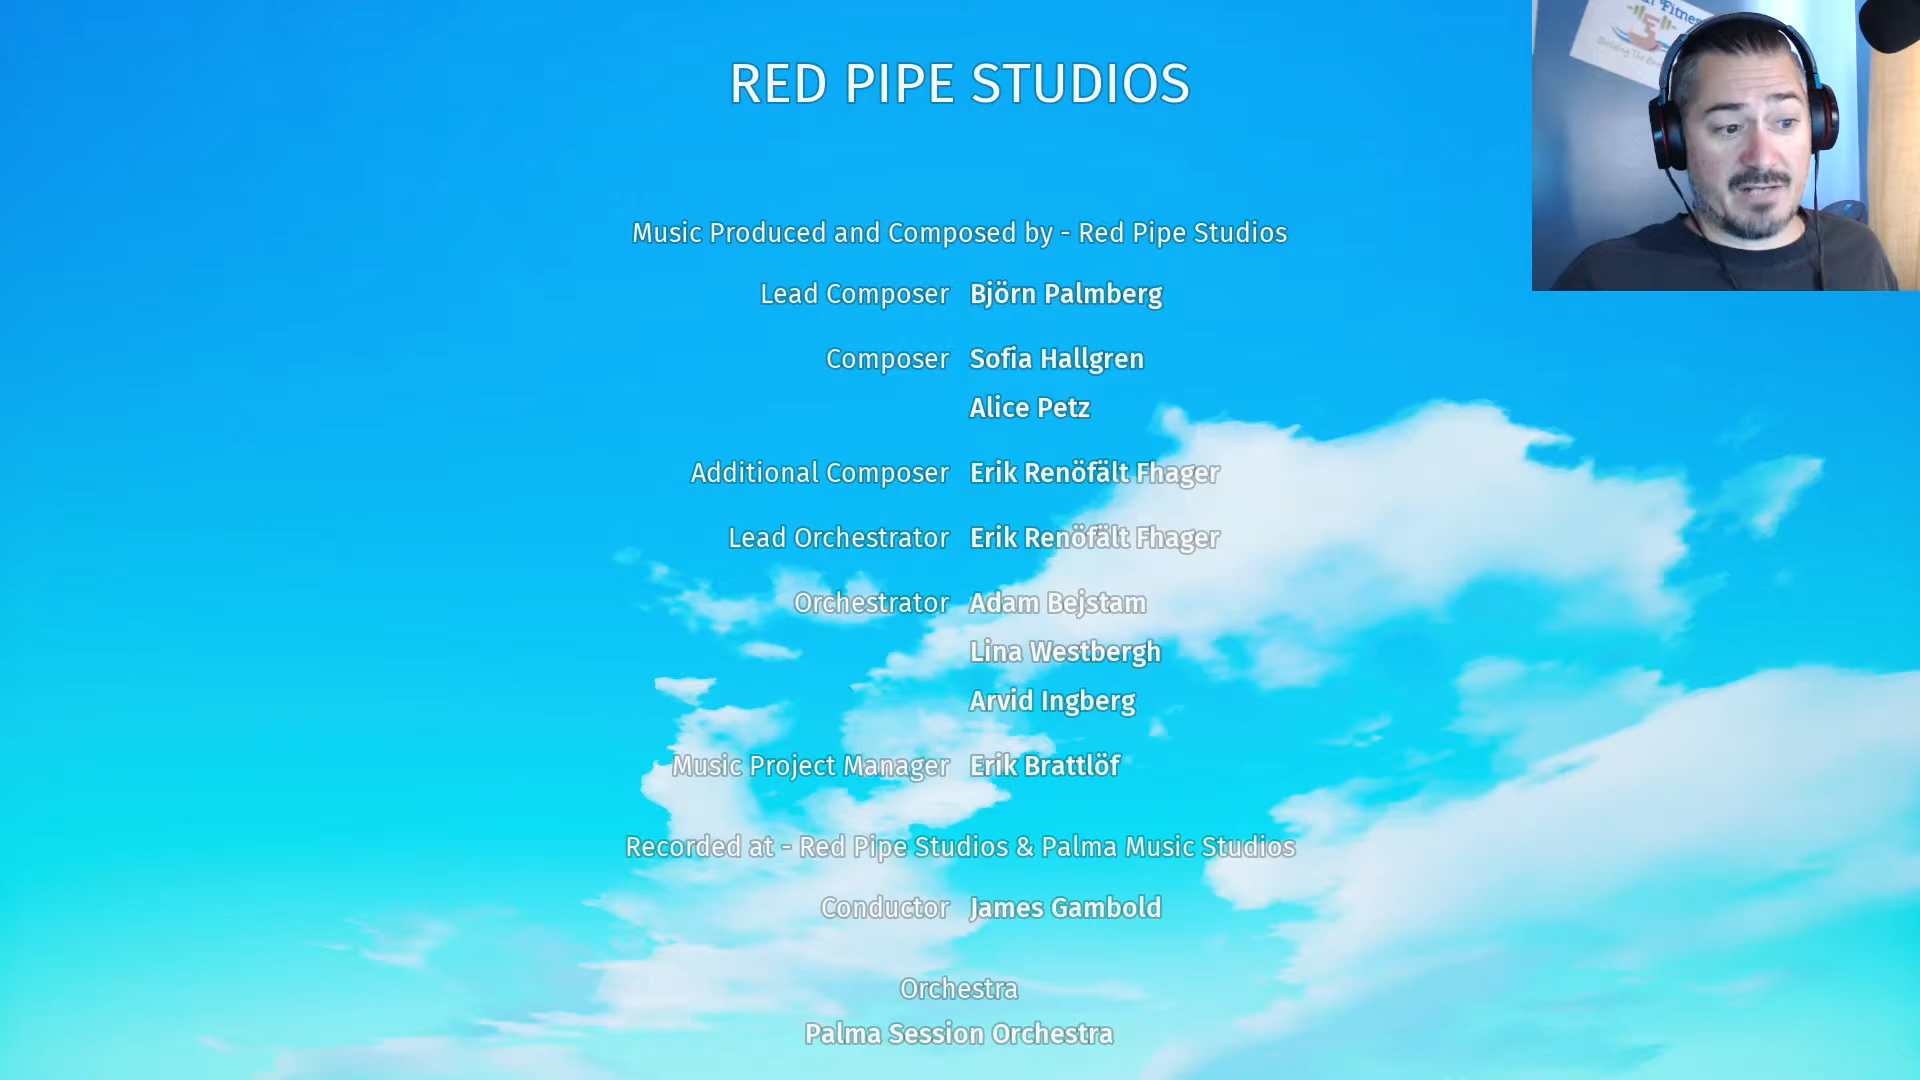 RED PIPE STUDIOS
Fitness
Building The
Music Produced and Composed by - Red Pipe Studios
Lead Composer Björn Palmberg
Composer Sofia Hallgren
Alice Petz
Additional Composer Erik Renöfält Fhager
Lead Orchestrator Erik Renöfält Fhager
Orchestrator Adam Bejstam
Lina Westbergh
Arvid Ingberg
Music Project Manager Erik Brattlöf
Recorded at - Red Pipe Studios & Palma Music Studios
Conductor James Gambold
Orchestra
Palma Session Orchestra